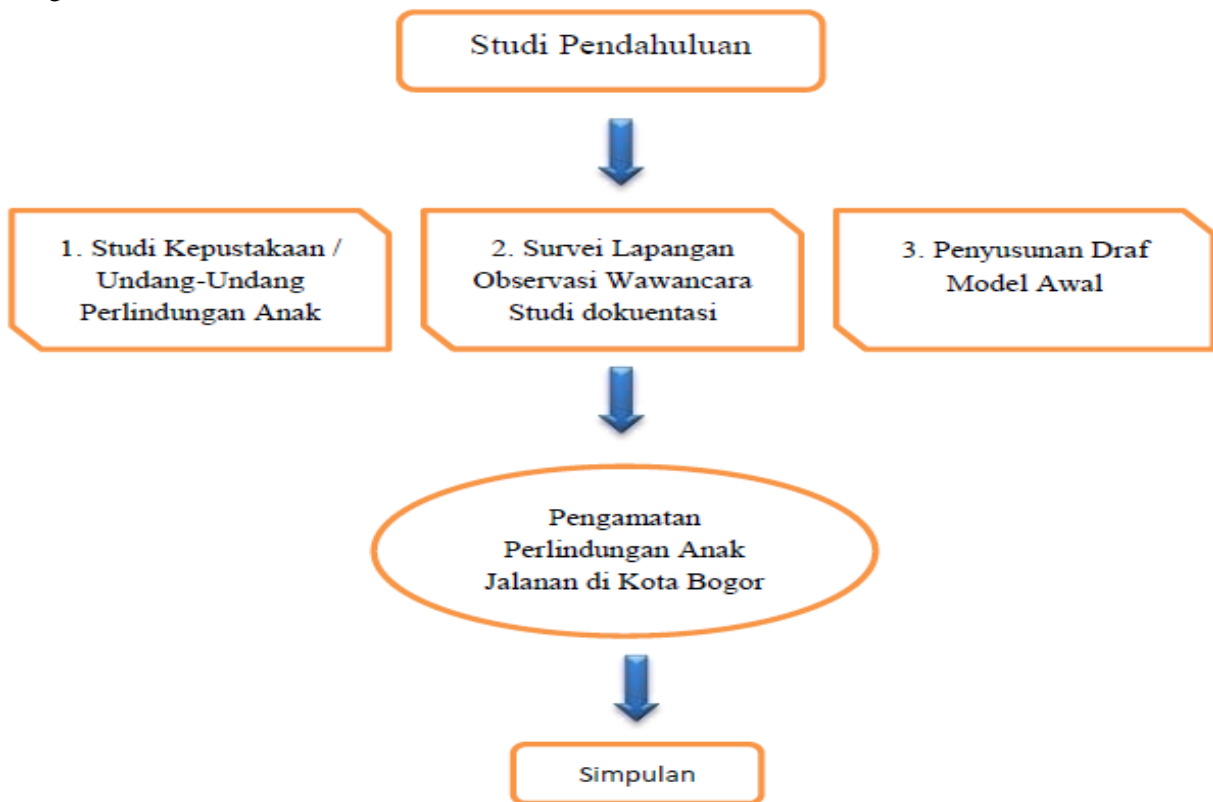 Studi Pendahuluan
1. Studi Kepustakaan /
Undang-Undang
Perlindungan Anak
2. Survei Lapangan
Observasi Wawancara
Studi dokuentasi
3. Penyusunan Draf
Model Awal
Pengamatan
Perlindungan Anak
Jalanan di Kota Bogor
Simpulan